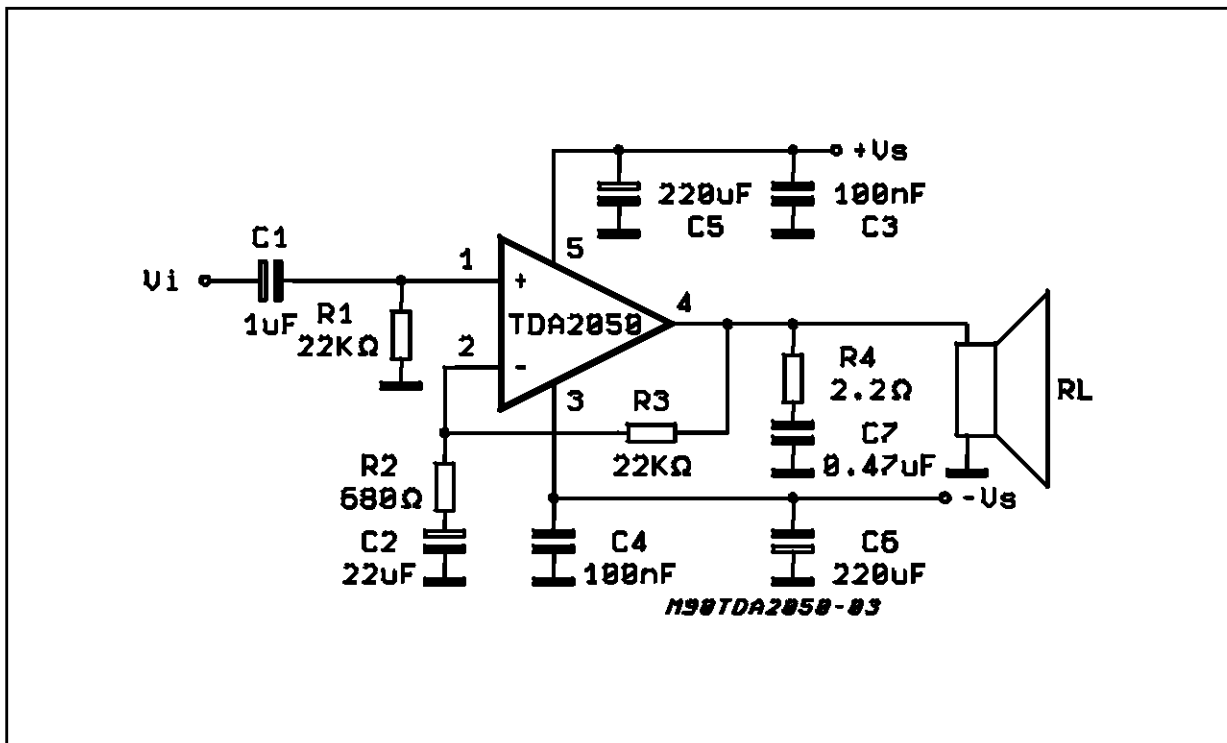 +Vs
220uF
C5
100nF
C3
C1
1uF
Vi
R1
22KΩ
1
5
+
TDA2050
4
2
-
3
R3
22KΩ
R4
2.2Ω
C7
0.47uF
RL
R2
680Ω
C2
22uF
C4
100nF
-Vs
C6
220uF
M90TDA2050-03